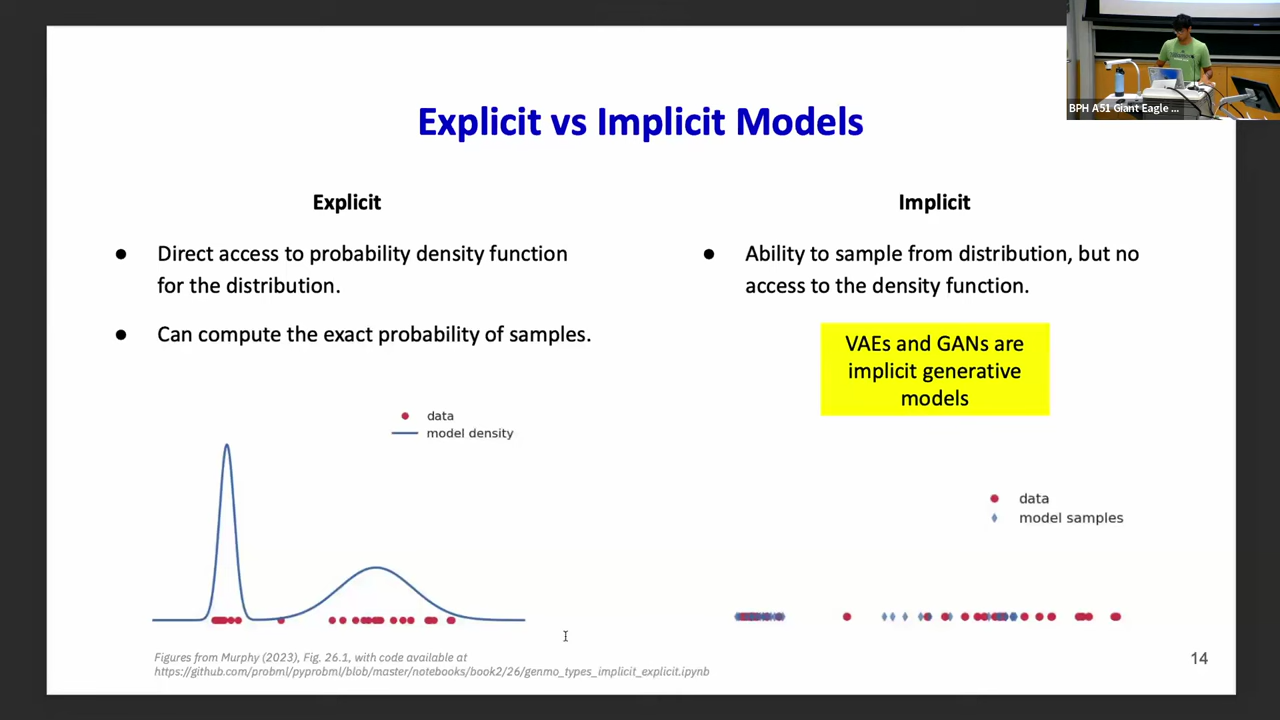 BPH A51 Giant Eagle ...
Explicit vs Implicit Models
Explicit
● Direct access to probability density function
for the distribution.
● Can compute the exact probability of samples.
data
model density
Implicit
● Ability to sample from distribution, but no
access to the density function.
VAEs and GANs are
implicit generative
models
data
model samples
Figures from Murphy (2023), Fig. 26.1, with code available at
https://github.com/probml/pyprobml/blob/master/notebooks/book2/26/genmo_types_implicit_explicit.ipynb
14